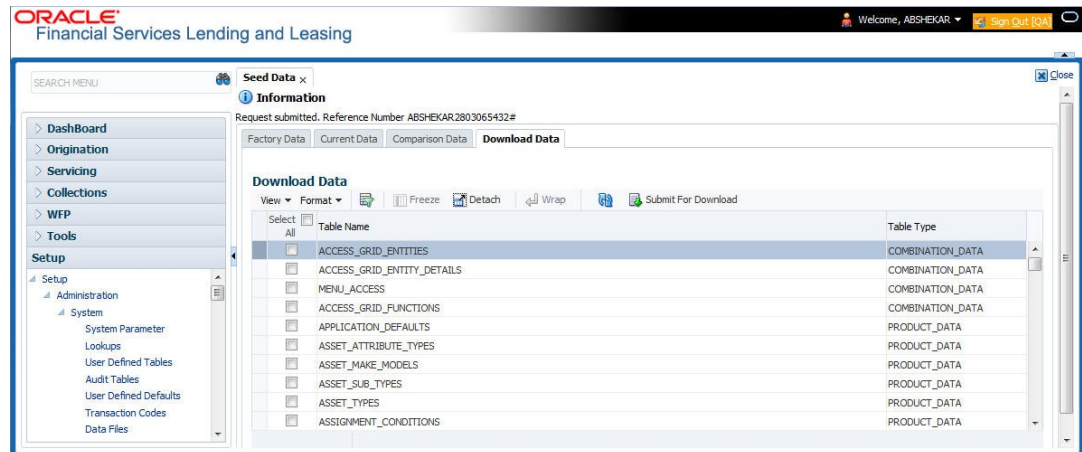 ORACLE
Financial Services Lending and Leasing
Welcome, ABSHEKAR
Sign Out [QA]
SEARCH MENU
DashBoard
Origination
Servicing
Collections
WFP
Tools
Setup
Setup
Administration
System
System Parameter
Lookups
User Defined Tables
Audit Tables
User Defined Defaults
Transaction Codes
Data Files
Seed Data x
Close
Information
Request submitted. Reference Number ABSHEKAR2803065432#
Factory Data Current Data Comparison Data Download Data
Download Data
View Format Freeze Detach Wrap Submit For Download
Select All Table Name Table Type
ACCESS_GRID_ENTITIES COMBINATION_DATA
ACCESS_GRID_ENTITY_DETAILS COMBINATION_DATA
MENU_ACCESS COMBINATION_DATA
ACCESS_GRID_FUNCTIONS COMBINATION_DATA
APPLICATION_DEFAULTS PRODUCT_DATA
ASSET_ATTRIBUTE_TYPES PRODUCT_DATA
ASSET_MAKE_MODELS PRODUCT_DATA
ASSET_SUB_TYPES PRODUCT_DATA
ASSET_TYPES PRODUCT_DATA
ASSIGNMENT_CONDITIONS PRODUCT_DATA